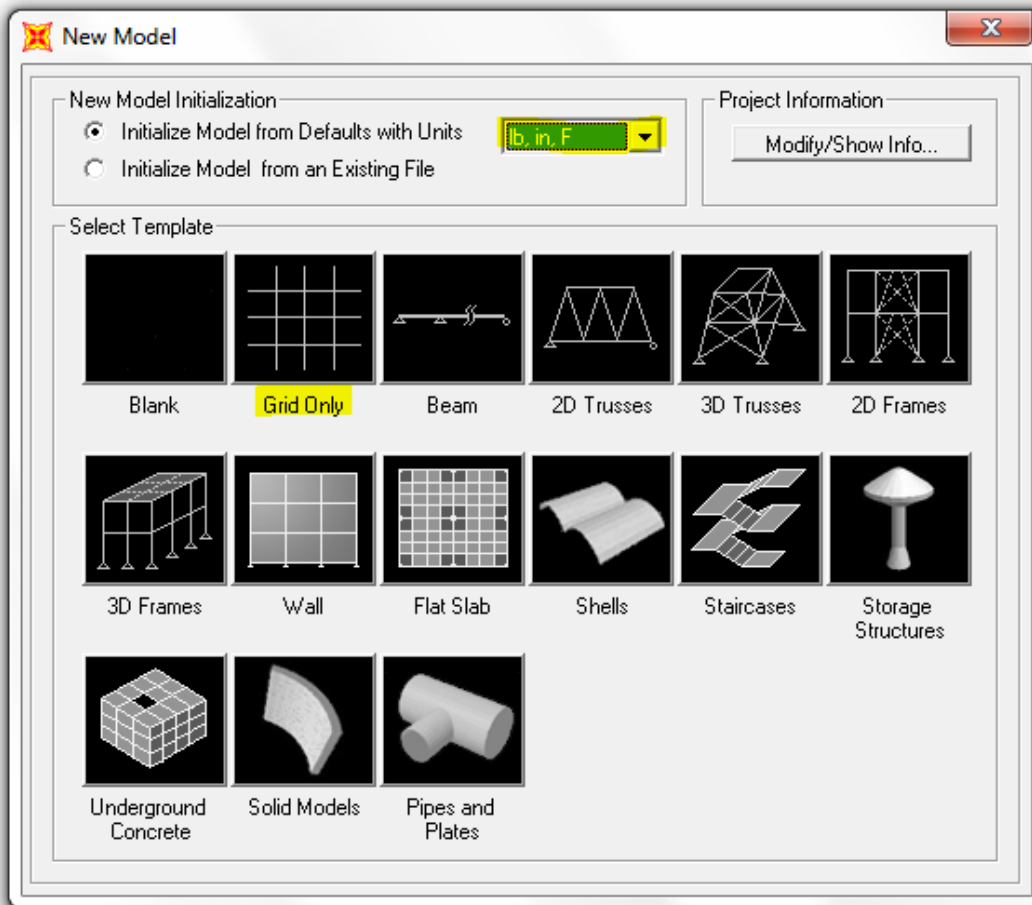 New Model
New Model Initialization
Initialize Model from Defaults with Units
lb, in, F
Initialize Model from an Existing File
Project Information
Modify/Show Info...
Select Template
Blank
Grid Only
Beam
2D Trusses
3D Trusses
2D Frames
3D Frames
Wall
Flat Slab
Shells
Staircases
Storage
Structures
Underground
Concrete
Solid Models
Pipes and
Plates